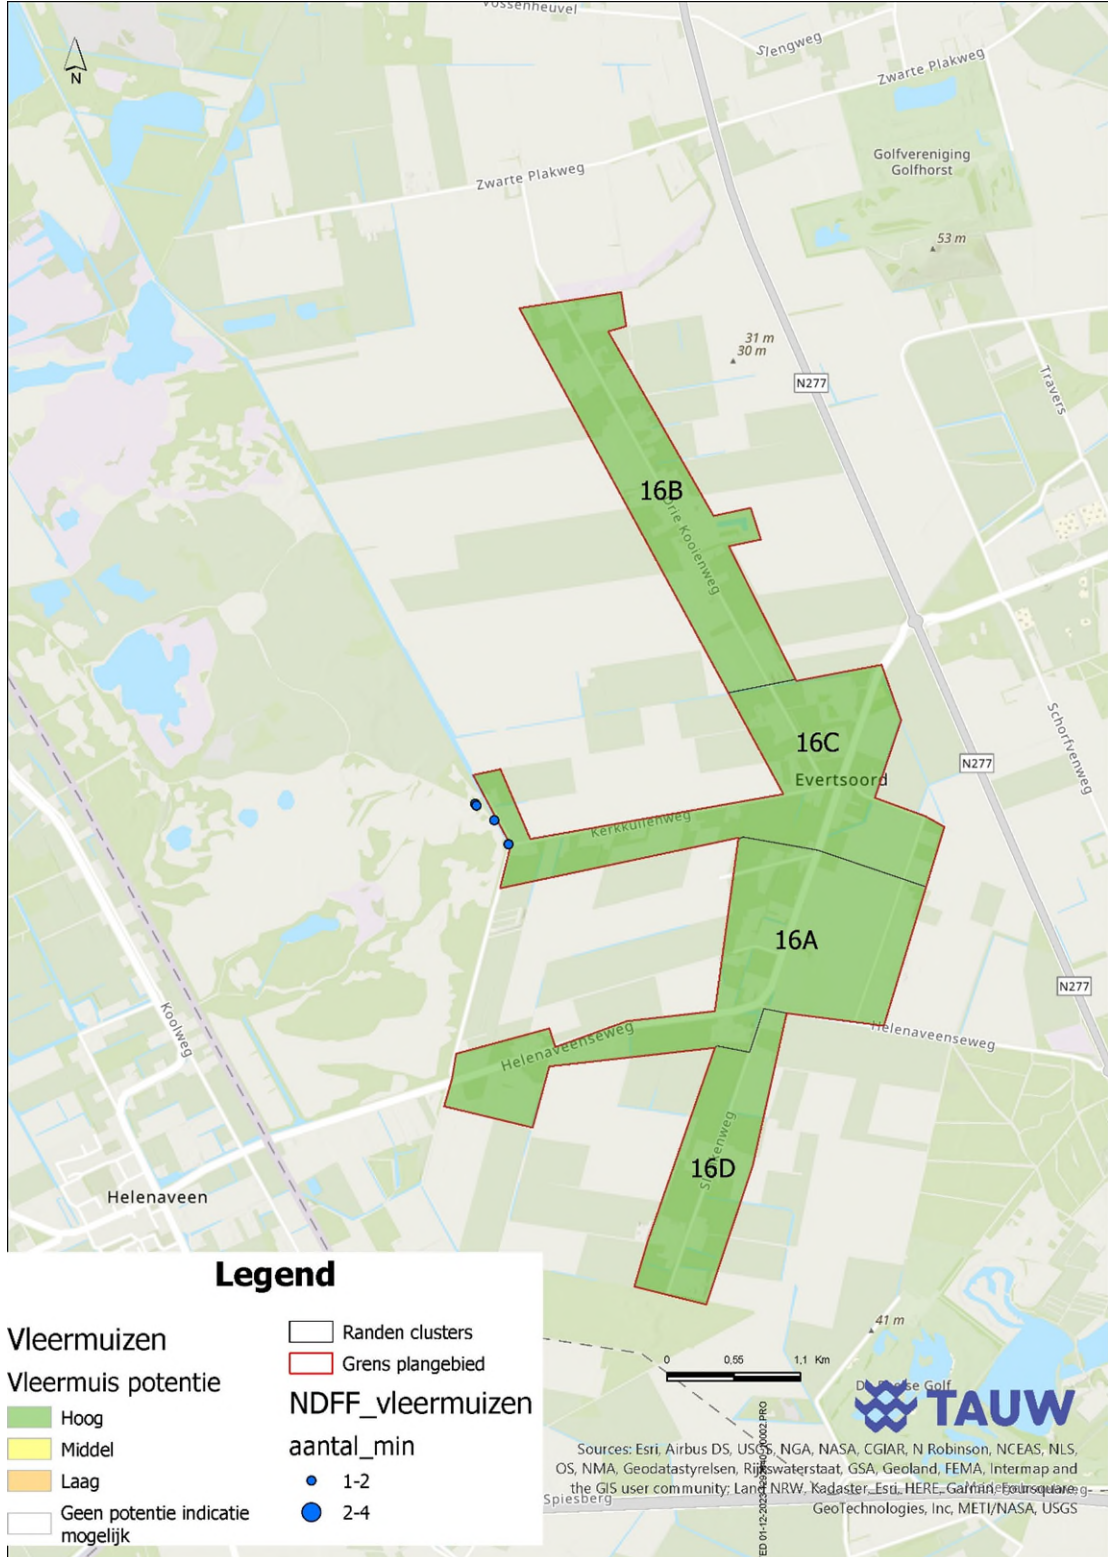 Vossenheuvel
Slengweg
Zwarte Plakweg
N
Golfvereniging
Golfhorst
Zwarte Plakweg
53 m
31 m
30 m
N277
Travers
16B
Drie Kooienweg
Schorfvenweg
16C
N277
Evertsoord
Kerkkuilenweg
16A
N277
Koolweg
Helenaveenseweg
Helenaveenseweg
16D
Helenaveen
Legend
Vleermuizen
Vleermuis potentie
Hoog
Middel
Laag
Geen potentie indicatie
mogelijk
Randen clusters
Grens plangebied
NDFF_vleermuizen
aantal_min
1-2
2-4
41 m
0 0,55 1,1 Km
Golf
TAUW
Sources: Esri, Airbus DS, USGS, NGA, NASA, CGIAR, N Robinson, NCEAS, NLS,
OS, NMA, Geodatastyrelsen, Rijkswaterstaat, GSA, Geoland, FEMA, Intermap and
the GIS user community; Land NRW, Kadaster, Esri, HERE, Garmin, Foursquare,
GeoTechnologies, Inc, METI/NASA, USGS
Spiesberg